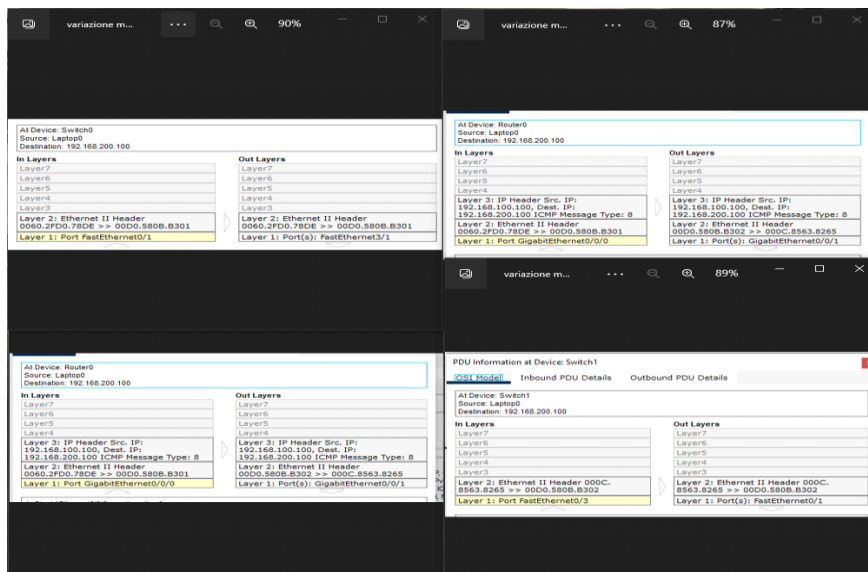 variazione m... ... 90%
At Device: Switch0
Source: Laptop0
Destination: 192.168.200.100
In Layers Out Layers
Layer7 Layer7
Layer6 Layer6
Layer5 Layer5
Layer4 Layer4
Layer3 Layer3
Layer 2: Ethernet II Header Layer 2: Ethernet II Header
0060.2FD0.78DE >> 00D0.580B.B301 0060.2FD0.78DE >> 00D0.580B.B301
Layer 1: Port FastEthernet0/1 Layer 1: Port(s): FastEthernet3/1
variazione m... ... 87%
At Device: Router0
Source: Laptop0
Destination: 192.168.200.100
In Layers Out Layers
Layer7 Layer7
Layer6 Layer6
Layer5 Layer5
Layer4 Layer4
Layer 3: IP Header Src. IP: Layer 3: IP Header Src. IP:
192.168.100.100, Dest. IP: 192.168.100.100, Dest. IP:
192.168.200.100 ICMP Message Type: 8 192.168.200.100 ICMP Message Type: 8
Layer 2: Ethernet II Header Layer 2: Ethernet II Header
0060.2FD0.78DE >> 00D0.580B.B301 00D0.580B.B302 >> 000C.8563.8265
Layer 1: Port GigabitEthernet0/0/0 Layer 1: Port(s): GigabitEthernet0/0/1
At Device: Router0
Source: Laptop0
Destination: 192.168.200.100
In Layers Out Layers
Layer7 Layer7
Layer6 Layer6
Layer5 Layer5
Layer4 Layer4
Layer 3: IP Header Src. IP: Layer 3: IP Header Src. IP:
192.168.100.100, Dest. IP: 192.168.100.100, Dest. IP:
192.168.200.100 ICMP Message Type: 8 192.168.200.100 ICMP Message Type: 8
Layer 2: Ethernet II Header Layer 2: Ethernet II Header
0060.2FD0.78DE >> 00D0.580B.B301 00D0.580B.B302 >> 000C.8563.8265
Layer 1: Port GigabitEthernet0/0/0 Layer 1: Port(s): GigabitEthernet0/0/1
variazione m... ... 89%
PDU Information at Device: Switch1
OSI Model Inbound PDU Details Outbound PDU Details
At Device: Switch1
Source: Laptop0
Destination: 192.168.200.100
In Layers Out Layers
Layer7 Layer7
Layer6 Layer6
Layer5 Layer5
Layer4 Layer4
Layer3 Layer3
Layer 2: Ethernet II Header 000C. Layer 2: Ethernet II Header 000C.
8563.8265 >> 00D0.580B.B302 8563.8265 >> 00D0.580B.B302
Layer 1: Port FastEthernet0/3 Layer 1: Port(s): FastEthernet0/1